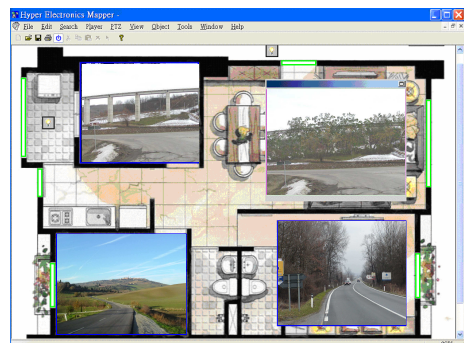 Hyper Electronics Mapper -
File Edit Search Player PTZ View Object Tools Window Help